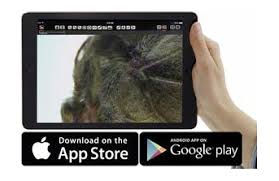 Download on the
App Store
ANDROID APP ON
Google play